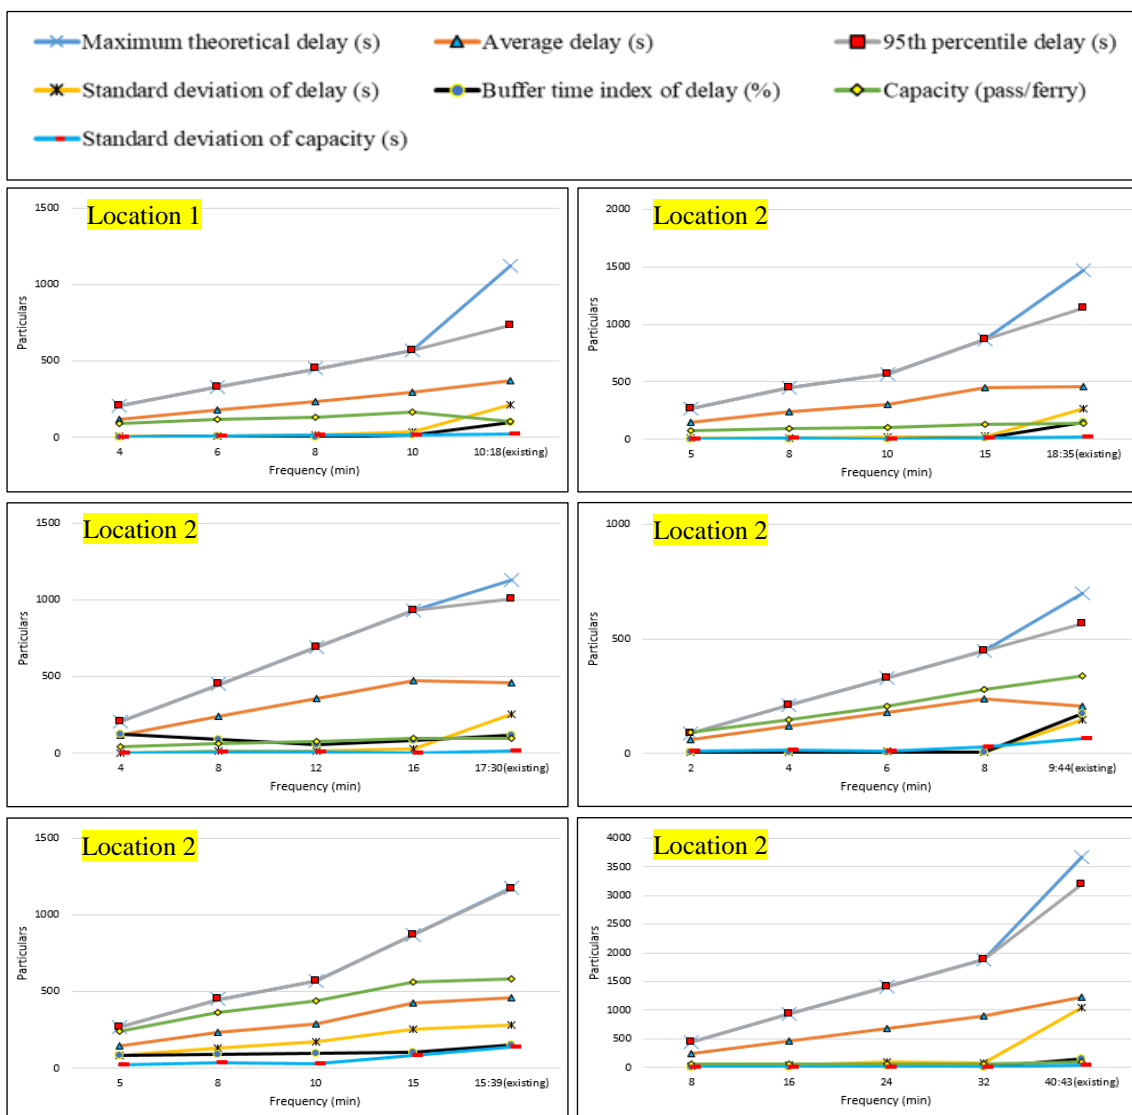 Maximum theoretical delay (s) Average delay (s) 95th percentile delay (s)
Standard deviation of delay (s) Buffer time index of delay (%) Capacity (pass/ferry)
Standard deviation of capacity (s)
Location 1
Particulars
1500
1000
500
0
4 6 8 10 10:18(existing)
Frequency (min)
Location 2
Particulars
2000
1500
1000
500
0
5 8 10 15 18:35(existing)
Frequency (min)
Location 2
Particulars
1500
1000
500
0
4 8 12 16 17:30(existing)
Frequency (min)
Location 2
Particulars
1000
500
0
2 4 6 8 9:44(existing)
Frequency (min)
Location 2
Particulars
1500
1000
500
0
5 8 10 15 15:39(existing)
Frequency (min)
Location 2
Particulars
4000
3500
3000
2500
2000
1500
1000
500
0
8 16 24 32 40:43(existing)
Frequency (min)